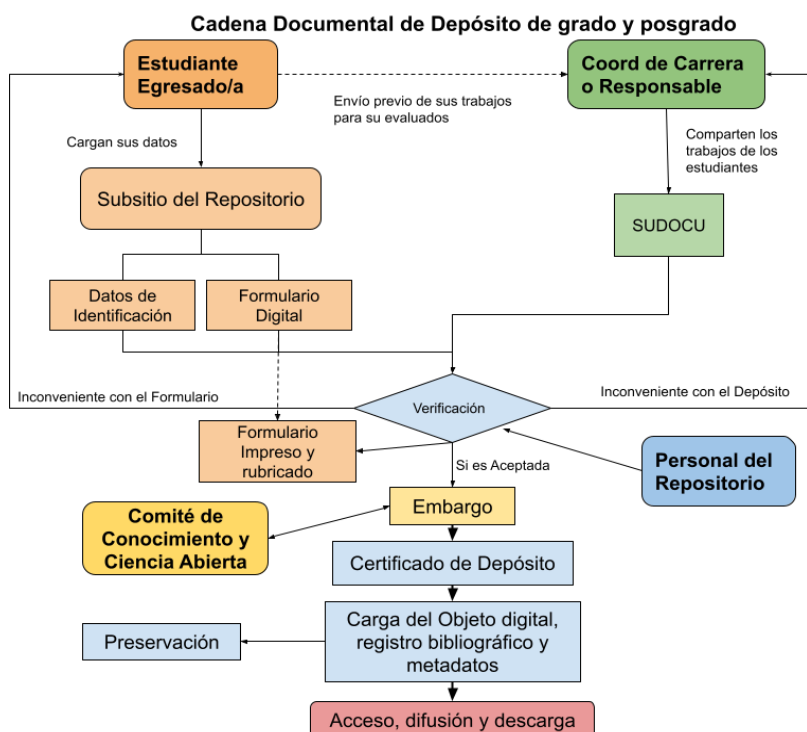 Cadena Documental de Depósito de grado y posgrado
Estudiante
Egresado/a
Coord de Carrera
o Responsable
Envío previo de sus trabajos
para su evaluados
Cargan sus datos
Comparten los
trabajos de los
estudiantes
Subsitio del Repositorio
SUDOCU
Datos de
Identificación
Formulario
Digital
Inconveniente con el Formulario
Inconveniente con el Depósito
Verificación
Formulario
Impreso y
rubricado
Si es Aceptada
Personal del
Repositorio
Embargo
Comité de
Conocimiento y
Ciencia Abierta
Certificado de Depósito
Carga del Objeto digital,
registro bibliográfico y
metadatos
Preservación
Acceso, difusión y descarga